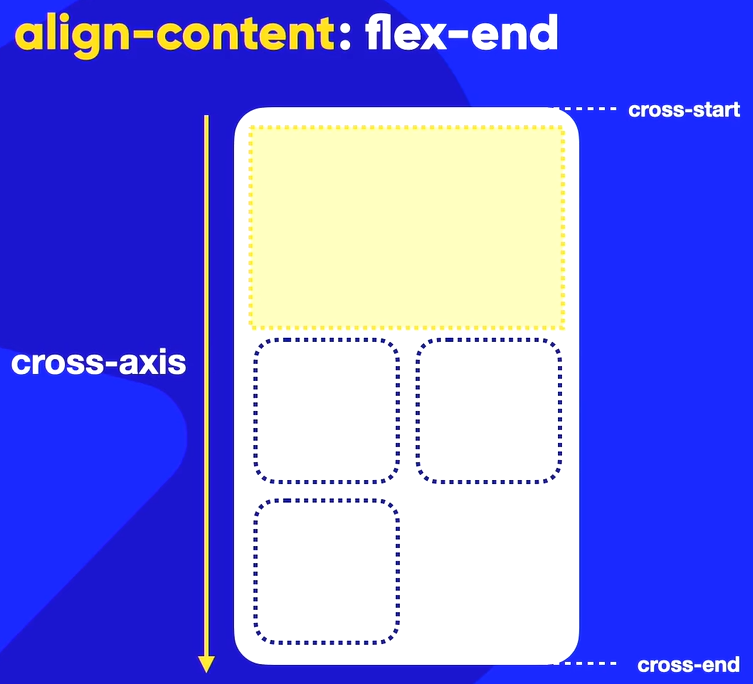 align-content: flex-end
cross-start
cross-axis
cross-end